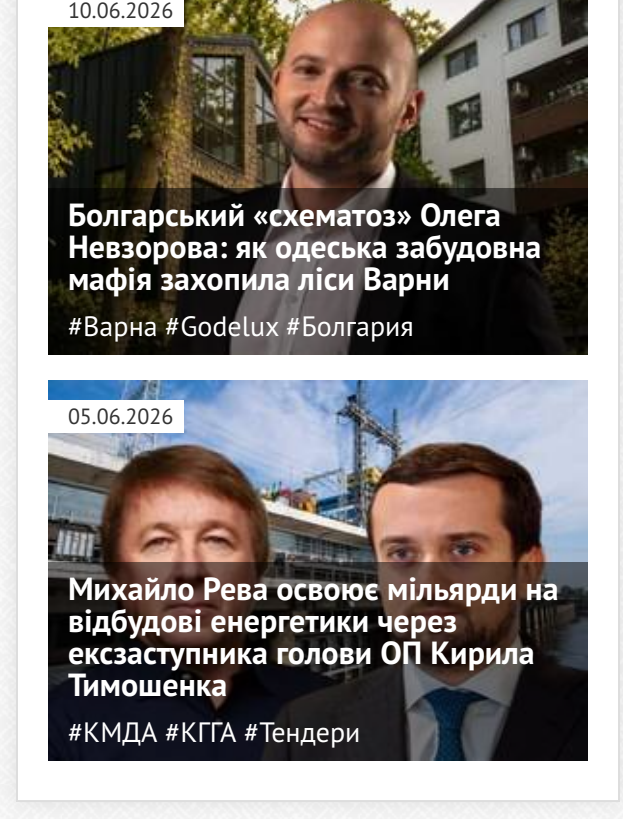 10.06.2026
Болгарський «схематоз» Олега
Невзорова: як одеська забудовна
мафія захопила ліси Варни
#Варна #Godelux #Болгария
05.06.2026
Михайло Рева освоює мільярди на
відбудові енергетики через
ексзаступника голови ОП Кирила
Тимошенка
#КМДА #КГГА #Тендери